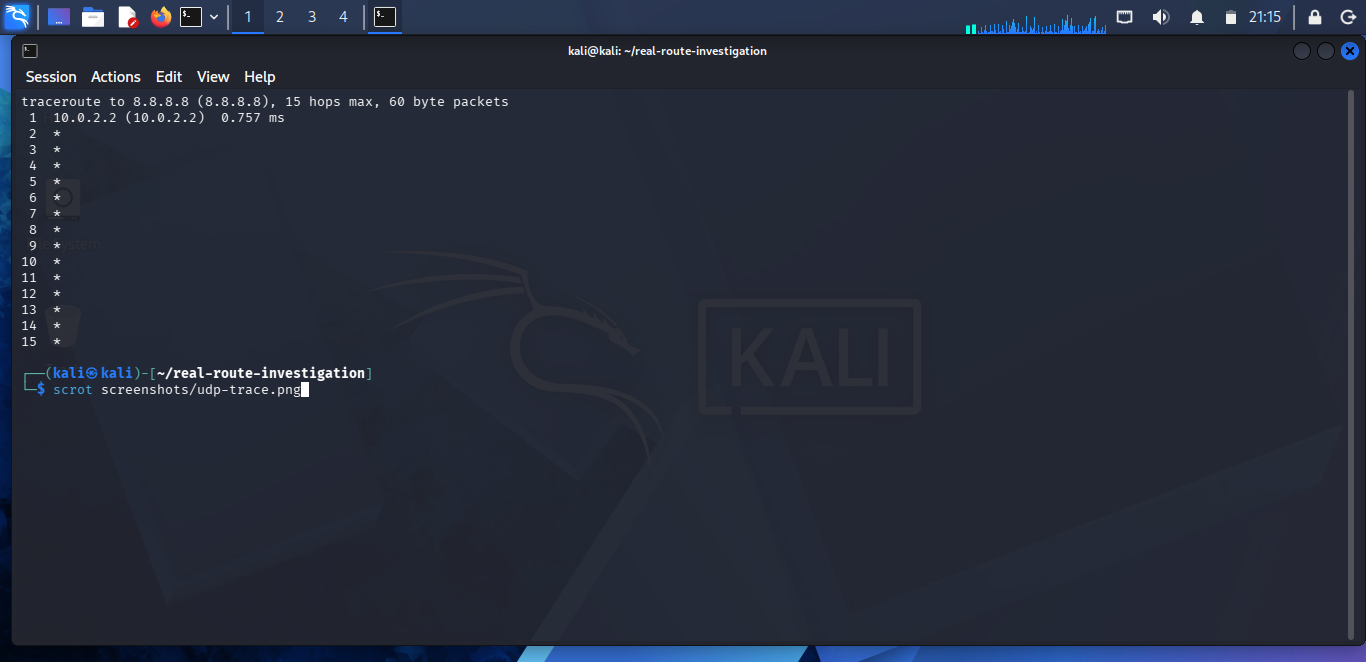 1 2 3 4 21:15
kali@kali: ~/real-route-investigation
Session Actions Edit View Help
traceroute to 8.8.8.8 (8.8.8.8), 15 hops max, 60 byte packets
1 10.0.2.2 (10.0.2.2) 0.757 ms
2 *
3 *
4 *
5 *
6 *
7 *
8 *
9 *
10 *
11 *
12 *
13 *
14 *
15 *
┌──(kali㉿kali)-[~/real-route-investigation]
└─$ scrot screenshots/udp-trace.png
KALI